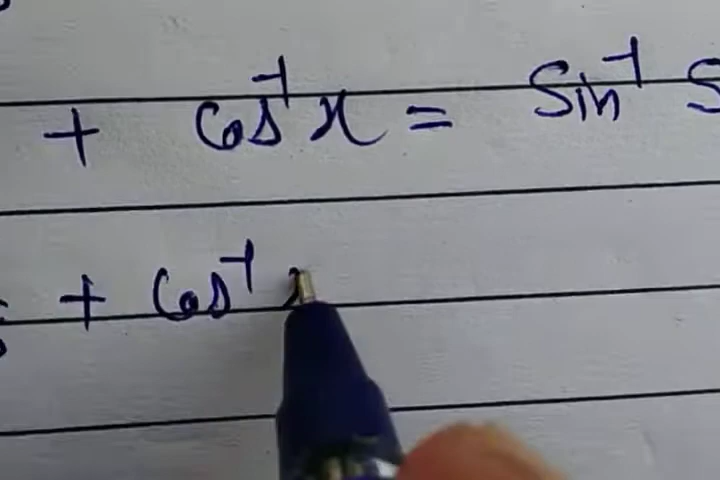 + cos⁻¹x = Sin⁻¹ S
+ cos⁻¹